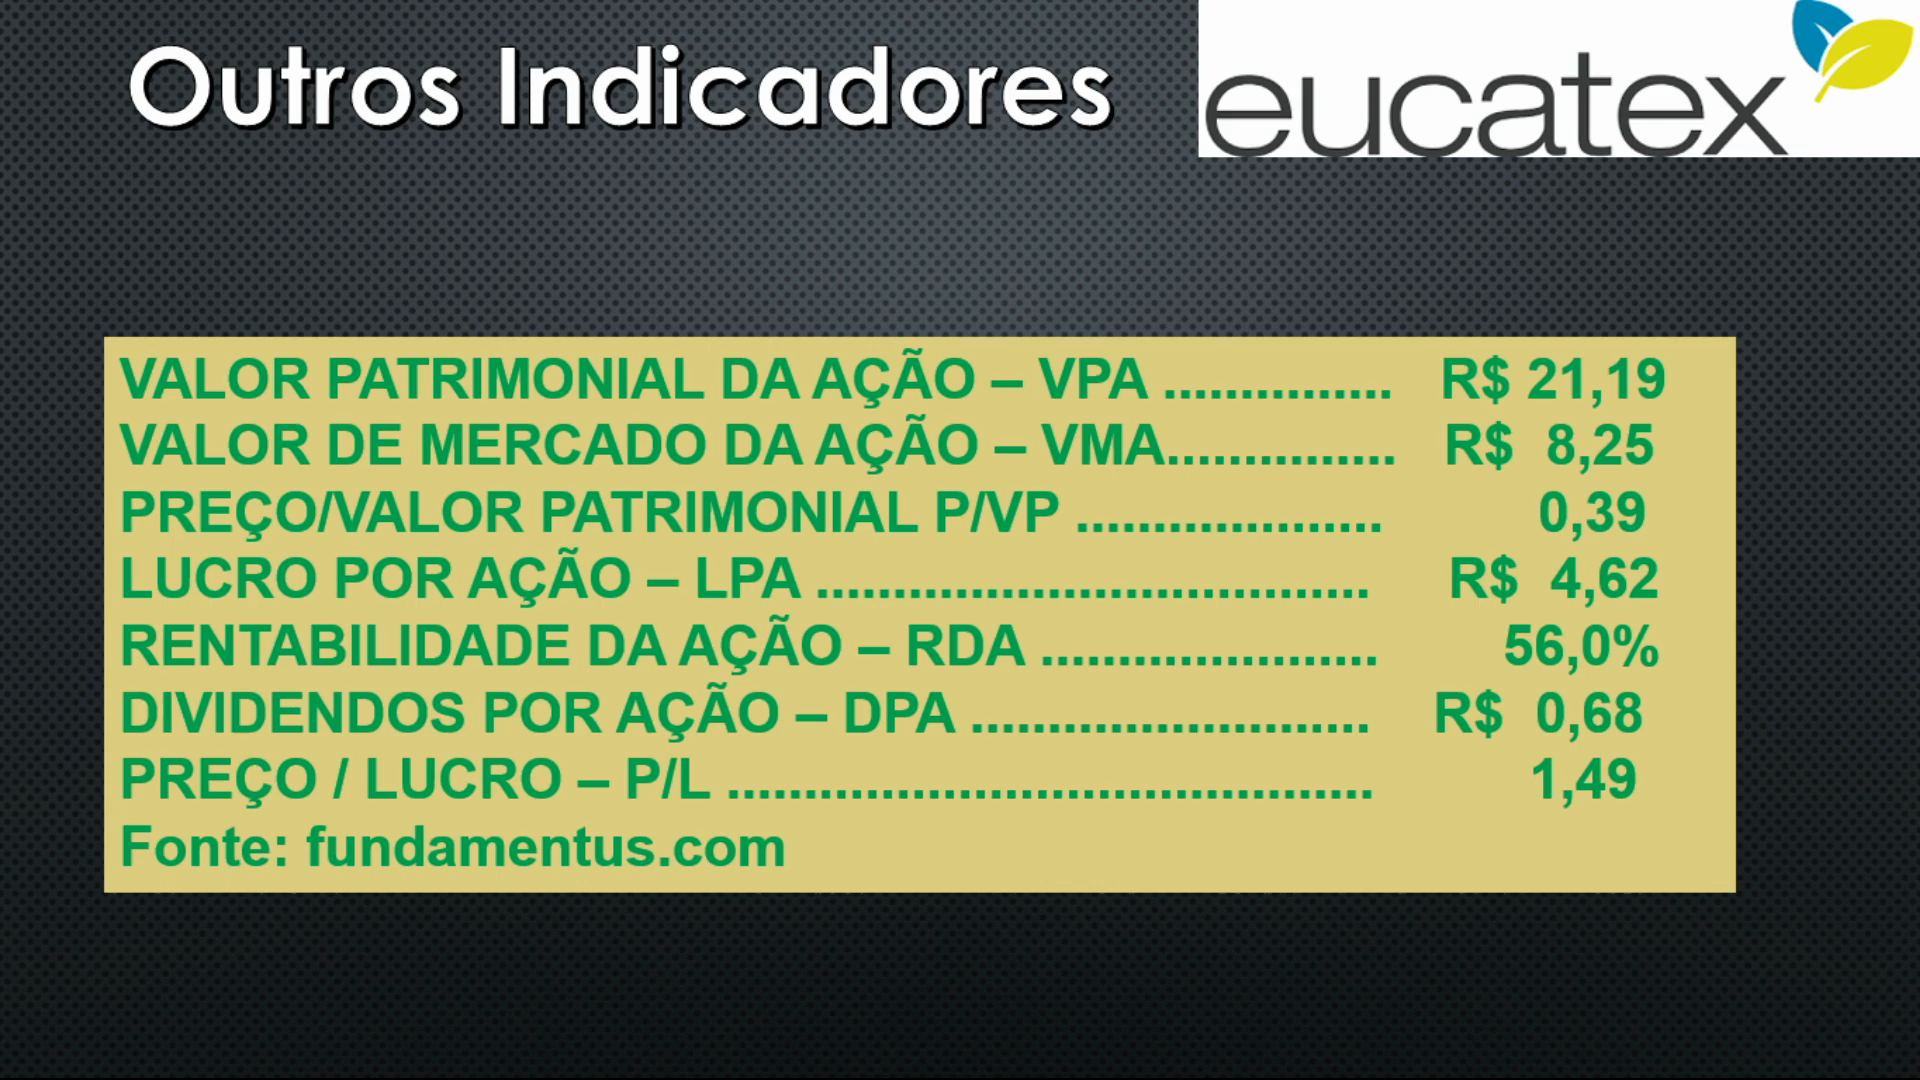 Outros Indicadores
eucatex
VALOR PATRIMONIAL DA AÇÃO – VPA ............... R$ 21,19
VALOR DE MERCADO DA AÇÃO – VMA............... R$ 8,25
PREÇO/VALOR PATRIMONIAL P/VP .................... 0,39
LUCRO POR AÇÃO – LPA .................................... R$ 4,62
RENTABILIDADE DA AÇÃO – RDA ...................... 56,0%
DIVIDENDOS POR AÇÃO – DPA .......................... R$ 0,68
PREÇO / LUCRO – P/L .......................................... 1,49
Fonte: fundamentus.com